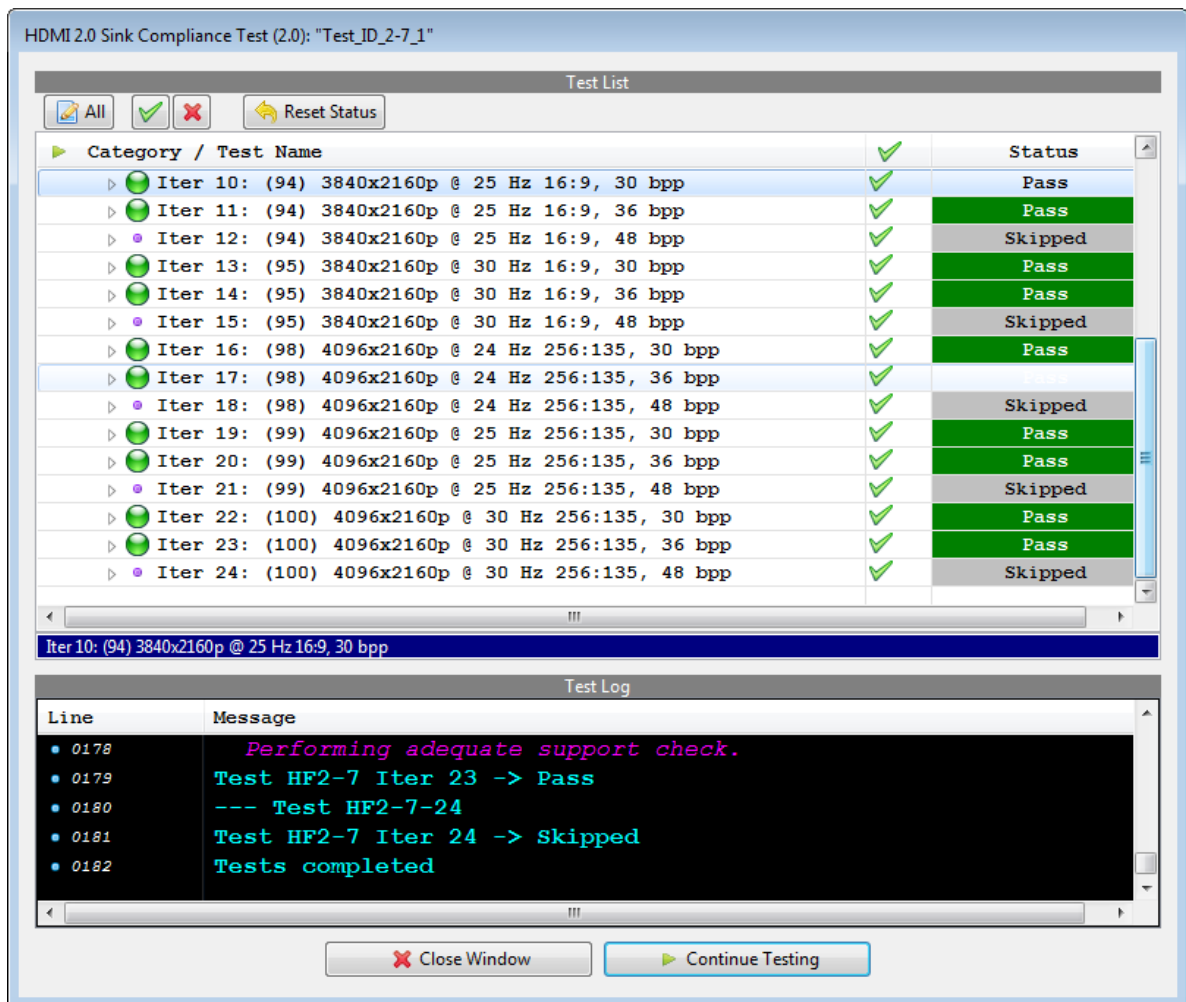 HDMI 2.0 Sink Compliance Test (2.0): "Test_ID_2-7_1"
Test List
All Reset Status
Category / Test Name Status
Iter 10: (94) 3840x2160p @ 25 Hz 16:9, 30 bpp Pass
Iter 11: (94) 3840x2160p @ 25 Hz 16:9, 36 bpp Pass
Iter 12: (94) 3840x2160p @ 25 Hz 16:9, 48 bpp Skipped
Iter 13: (95) 3840x2160p @ 30 Hz 16:9, 30 bpp Pass
Iter 14: (95) 3840x2160p @ 30 Hz 16:9, 36 bpp Pass
Iter 15: (95) 3840x2160p @ 30 Hz 16:9, 48 bpp Skipped
Iter 16: (98) 4096x2160p @ 24 Hz 256:135, 30 bpp Pass
Iter 17: (98) 4096x2160p @ 24 Hz 256:135, 36 bpp Pass
Iter 18: (98) 4096x2160p @ 24 Hz 256:135, 48 bpp Skipped
Iter 19: (99) 4096x2160p @ 25 Hz 256:135, 30 bpp Pass
Iter 20: (99) 4096x2160p @ 25 Hz 256:135, 36 bpp Pass
Iter 21: (99) 4096x2160p @ 25 Hz 256:135, 48 bpp Skipped
Iter 22: (100) 4096x2160p @ 30 Hz 256:135, 30 bpp Pass
Iter 23: (100) 4096x2160p @ 30 Hz 256:135, 36 bpp Pass
Iter 24: (100) 4096x2160p @ 30 Hz 256:135, 48 bpp Skipped
Iter 10: (94) 3840x2160p @ 25 Hz 16:9, 30 bpp
Test Log
Line Message
0178 Performing adequate support check.
0179 Test HF2-7 Iter 23 -> Pass
0180 --- Test HF2-7-24
0181 Test HF2-7 Iter 24 -> Skipped
0182 Tests completed
Close Window Continue Testing